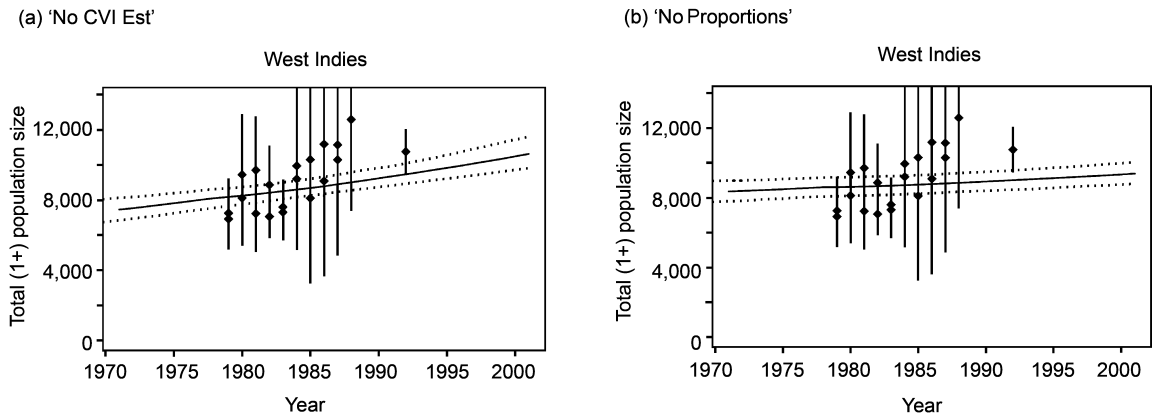 (a) ‘No CVI Est’
West Indies
Total (1+) population size
12,000
8,000
4,000
0
1970 1975 1980 1985 1990 1995 2000
Year
(b) ‘No Proportions’
West Indies
Total (1+) population size
12,000
8,000
4,000
0
1970 1975 1980 1985 1990 1995 2000
Year